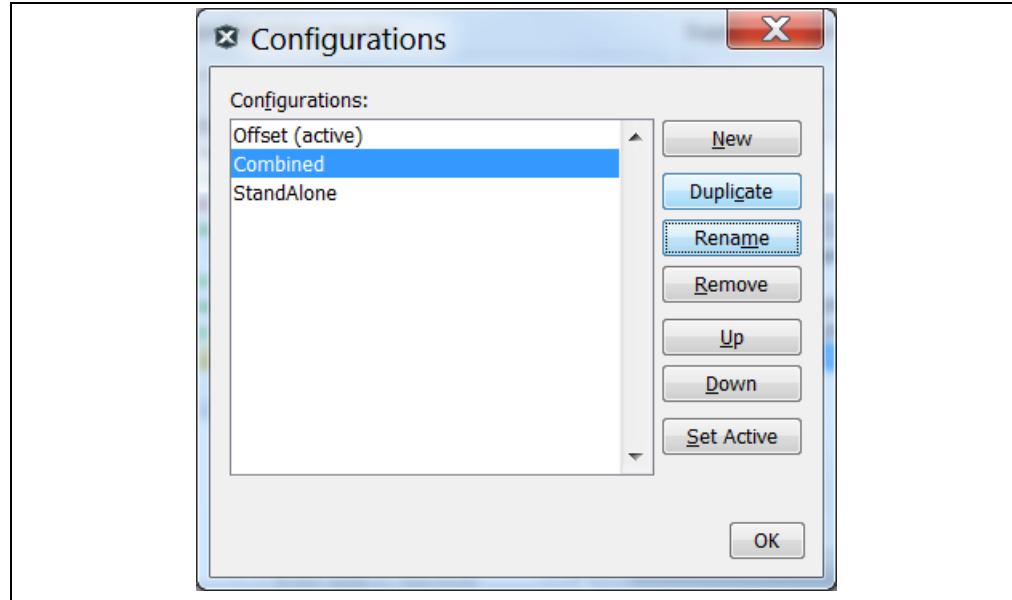 Configurations
Configurations:
Offset (active)
Combined
StandAlone
New
Duplicate
Rename
Remove
Up
Down
Set Active
OK